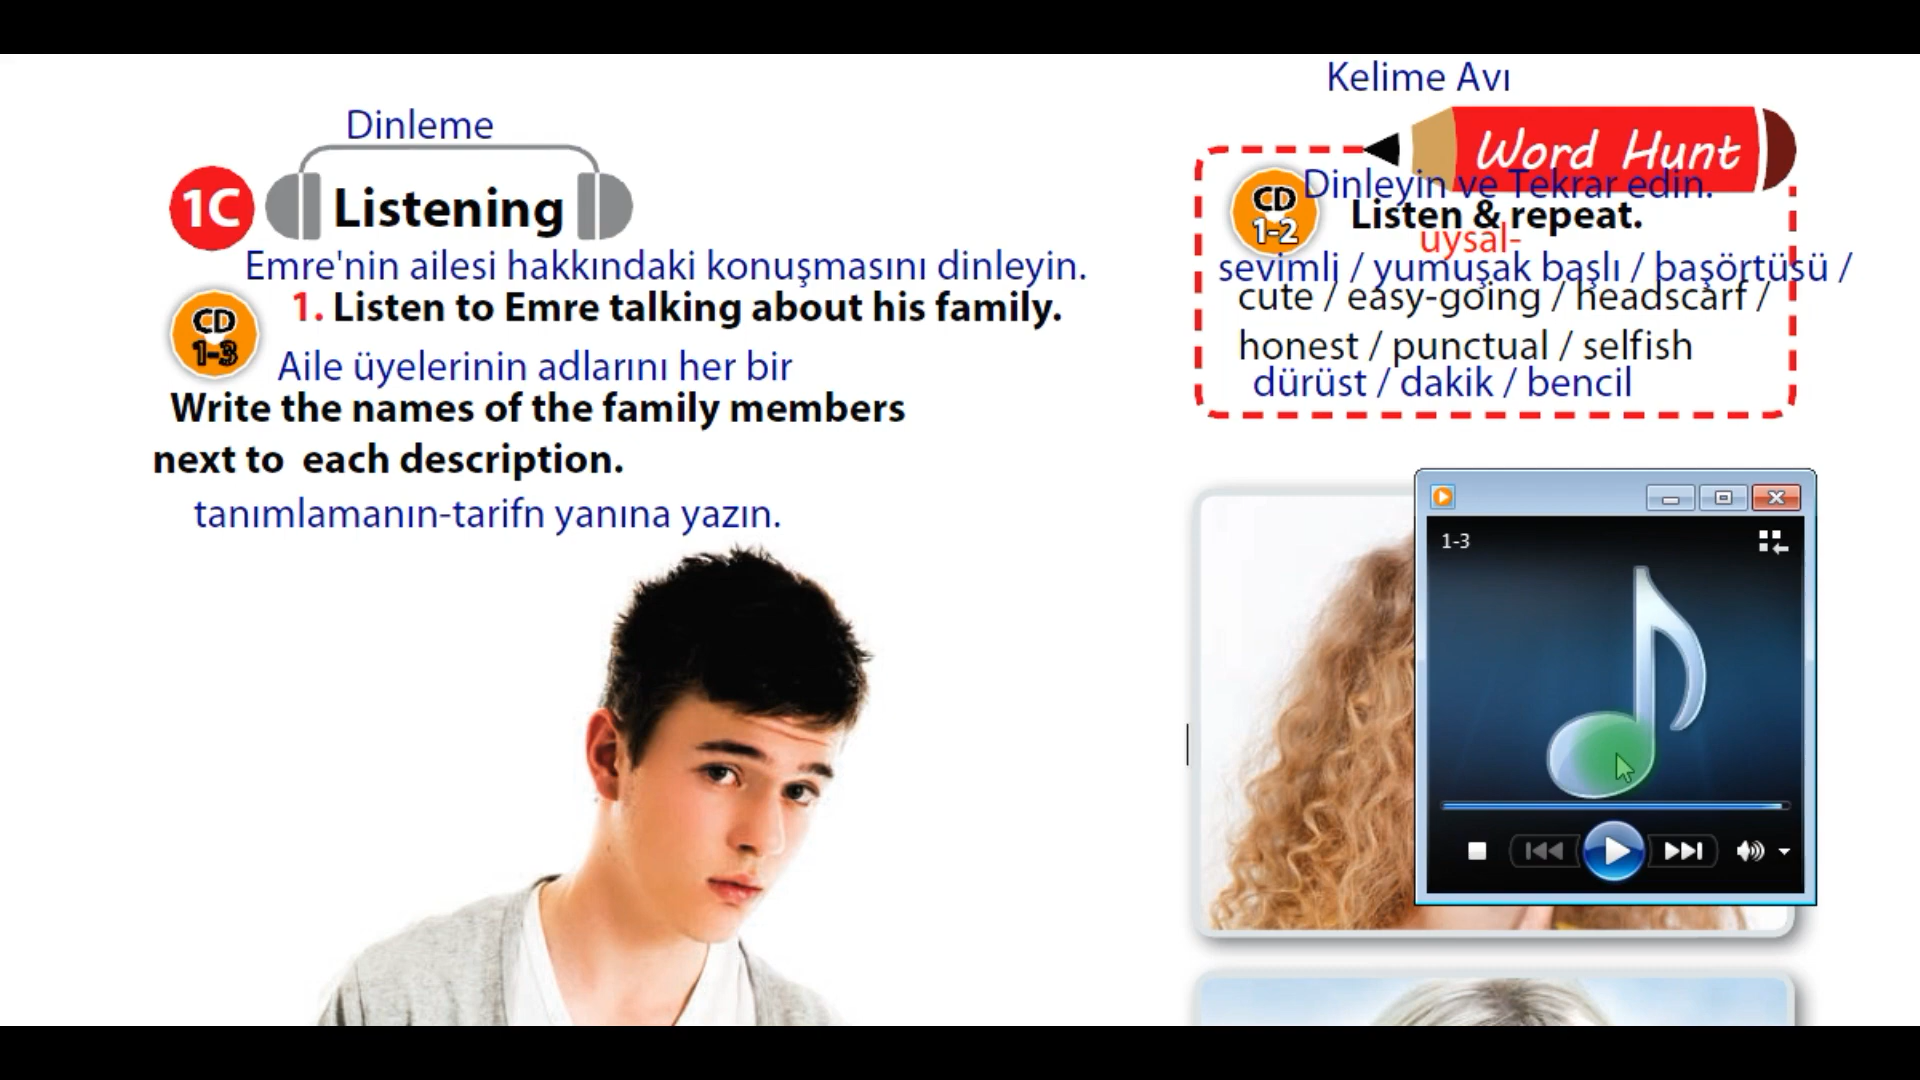 Dinleme
1C Listening
Emre'nin ailesi hakkındaki konuşmasını dinleyin.
CD
1-3
1. Listen to Emre talking about his family.
Aile üyelerinin adlarını her bir
Write the names of the family members
next to each description.
tanımlamanın-tarifn yanına yazın.
Kelime Avı
Word Hunt
CD
1-2
Dinleyin ve Tekrar edin.
Listen & repeat.
uysal-
sevimli / yumuşak başlı / başörtüsü /
cute / easy-going / headscarf /
honest / punctual / selfish
dürüst / dakik / bencil
1-3